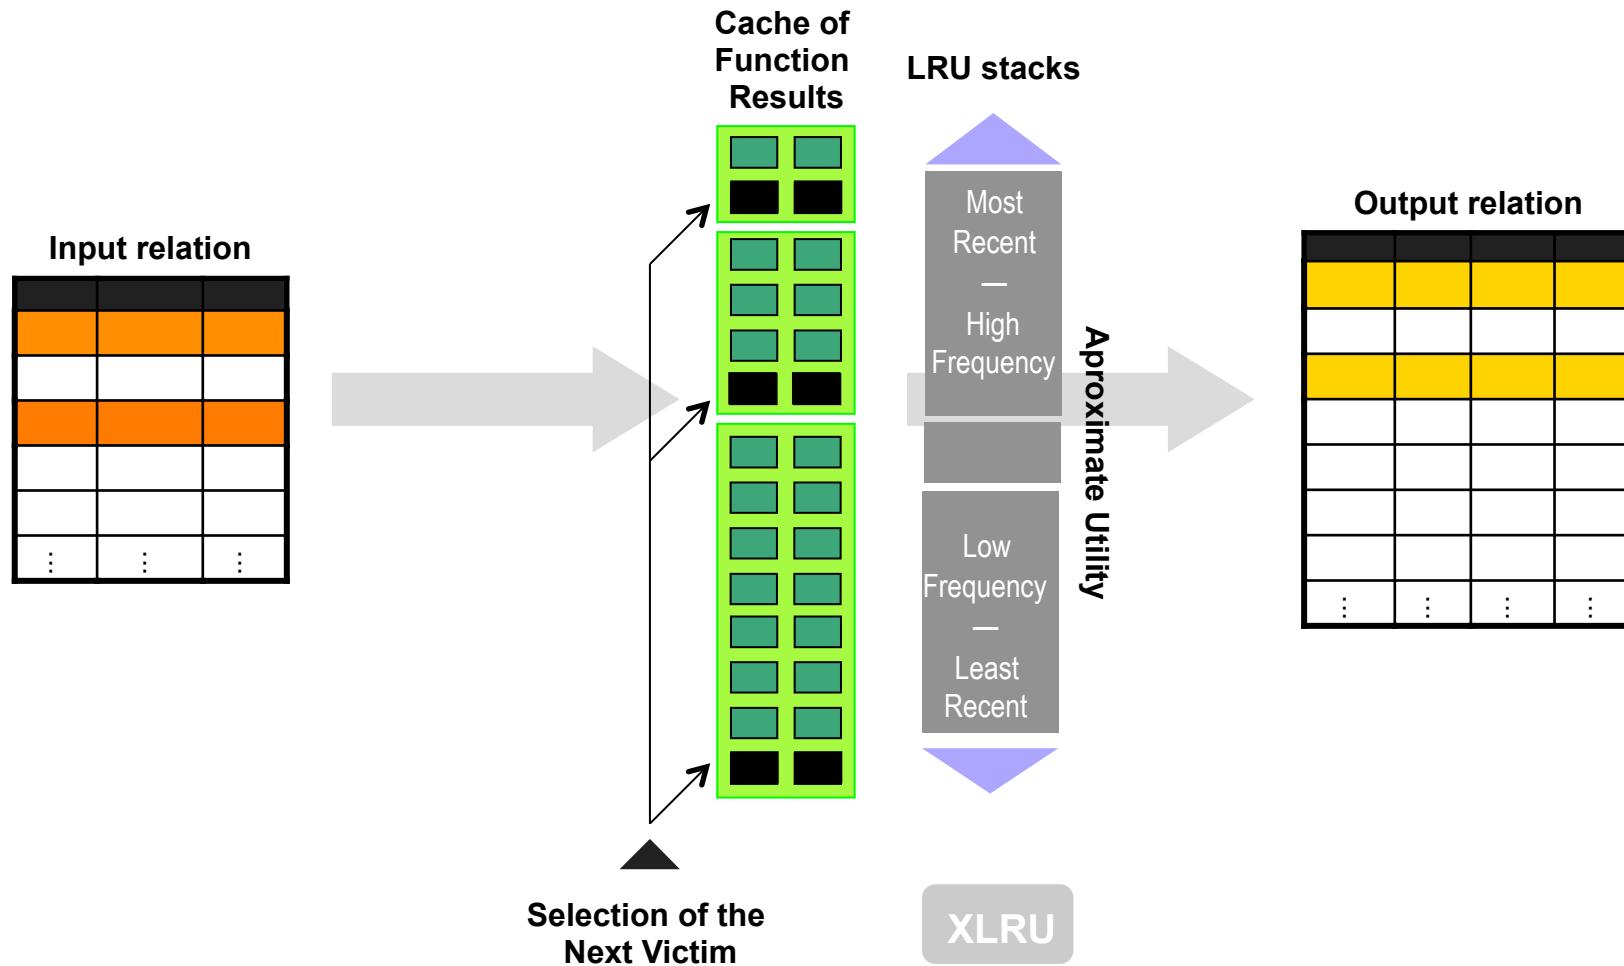 Cache of
Function
Results
LRU stacks
Input relation
Output relation
Most
Recent
—
High
Frequency
Low
Frequency
—
Least
Recent
Aproximate Utility
⋮ ⋮ ⋮
⋮ ⋮ ⋮ ⋮
Selection of the
Next Victim
XLRU